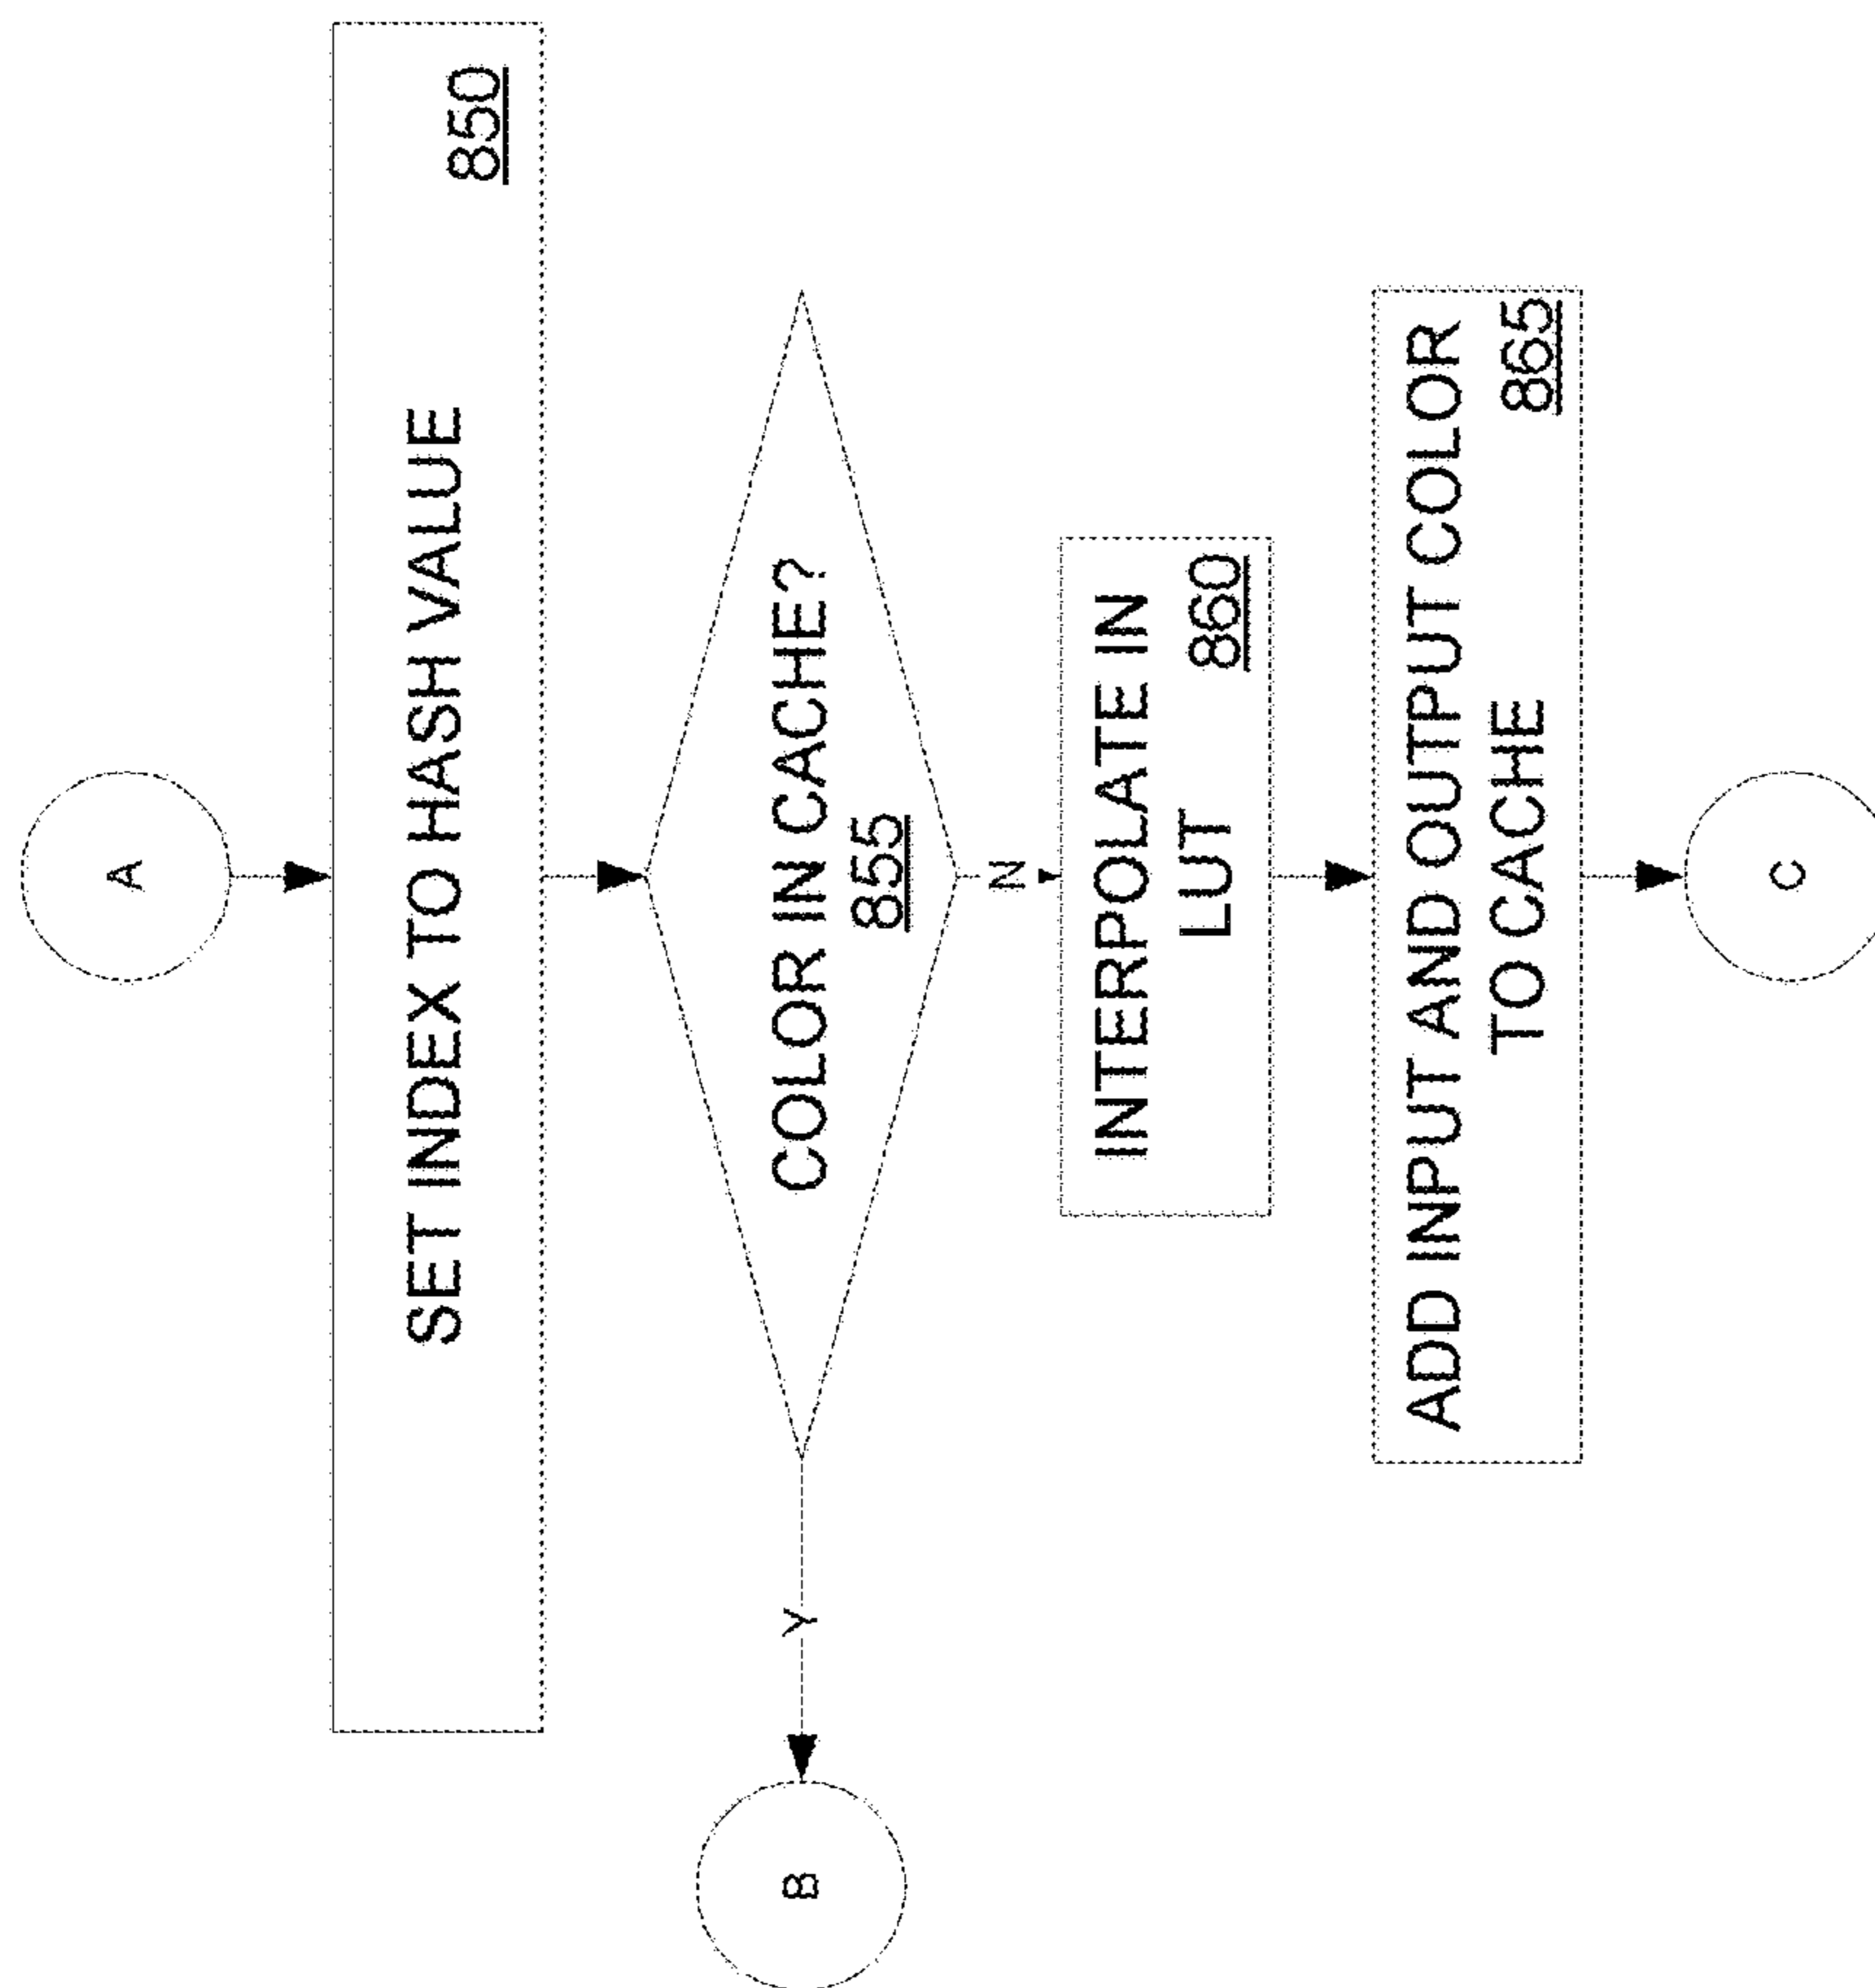 A
SET INDEX TO HASH VALUE
850
COLOR IN CACHE?
855
Y
B
N
INTERPOLATE IN
LUT
860
ADD INPUT AND OUTPUT COLOR
TO CACHE
865
C